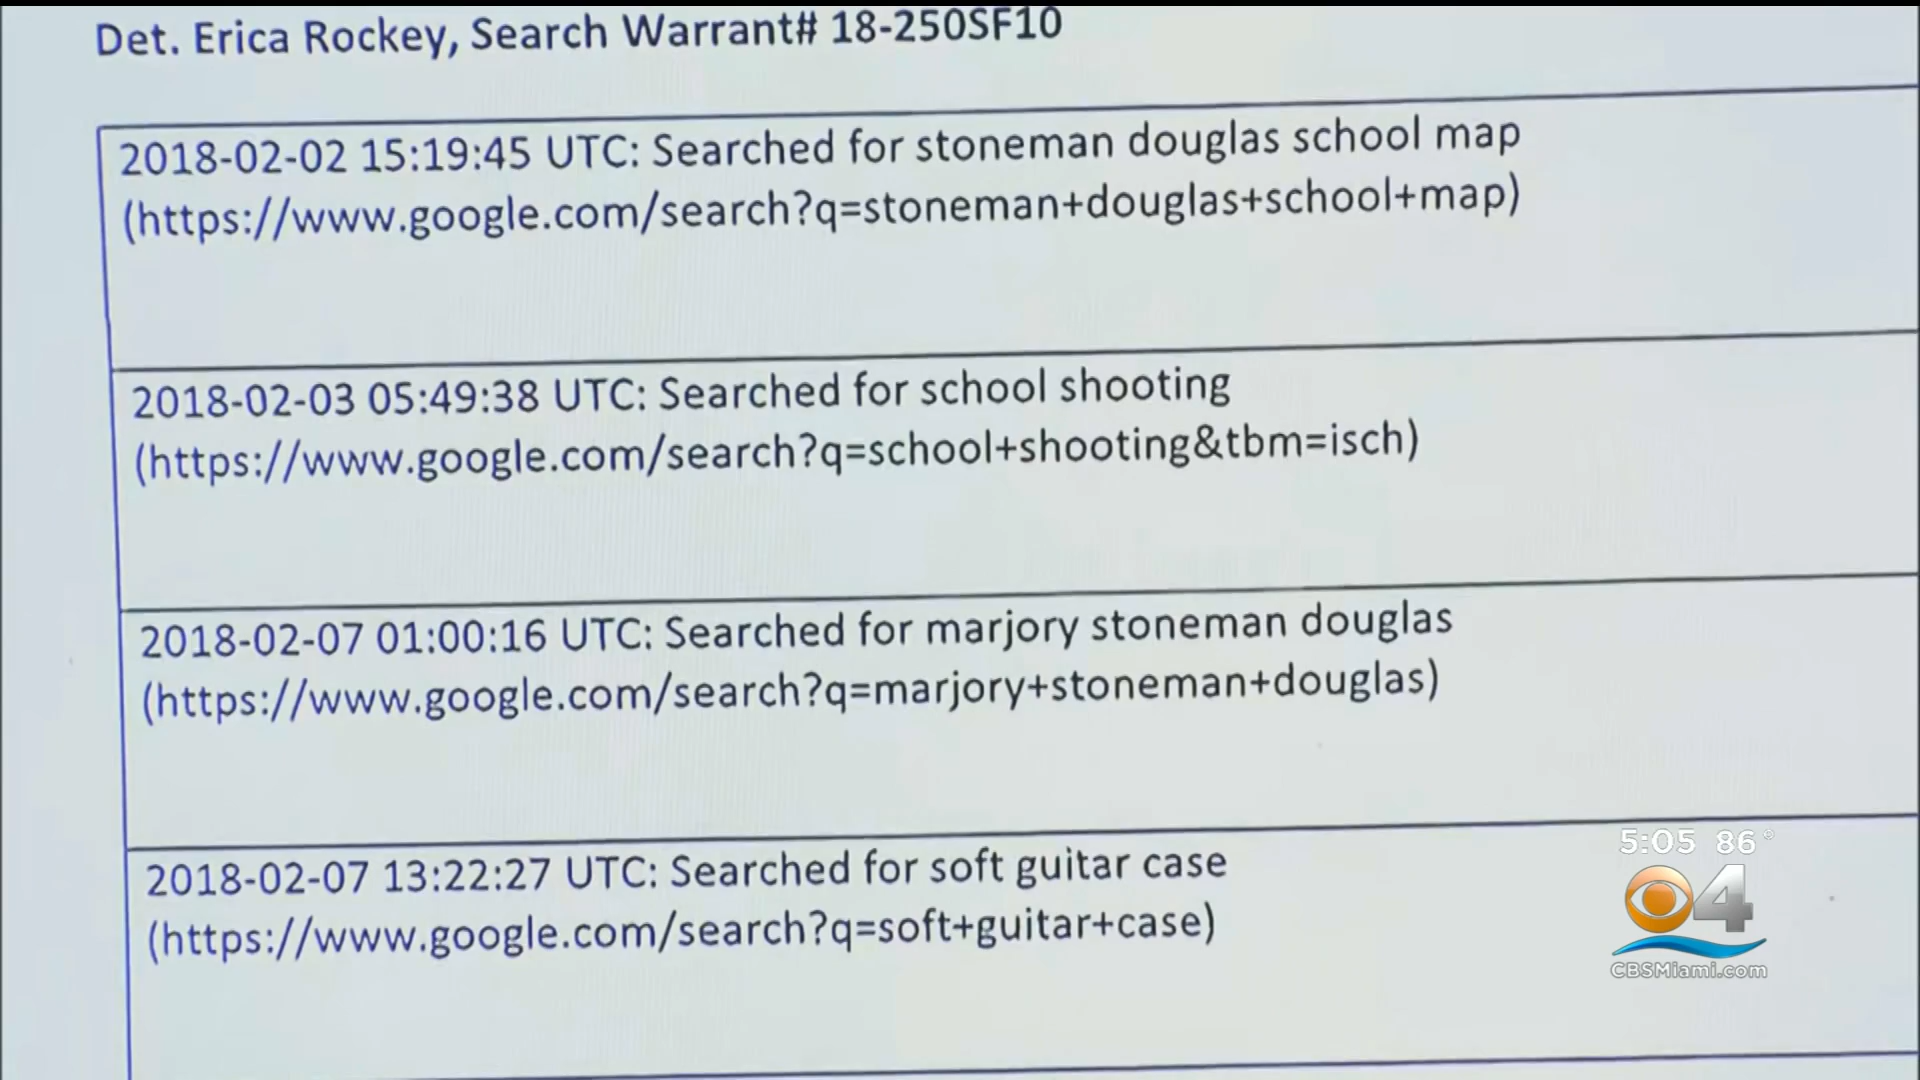 Det. Erica Rockey, Search Warrant# 18-250SF10
2018-02-02 15:19:45 UTC: Searched for stoneman douglas school map
(https://www.google.com/search?q=stoneman+douglas+school+map)
2018-02-03 05:49:38 UTC: Searched for school shooting
(https://www.google.com/search?q=school+shooting&tbm=isch)
2018-02-07 01:00:16 UTC: Searched for marjory stoneman douglas
(https://www.google.com/search?q=marjory+stoneman+douglas)
2018-02-07 13:22:27 UTC: Searched for soft guitar case
(https://www.google.com/search?q=soft+guitar+case)
5:05 86°
4
CBSMiami.com